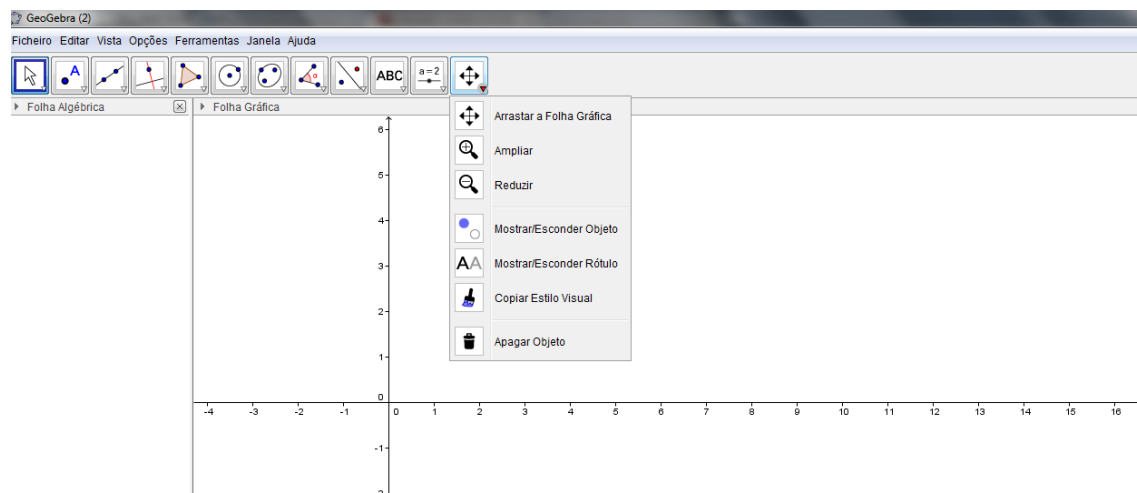 GeoGebra (2)
Ficheiro Editar Vista Opções Ferramentas Janela Ajuda
A ABC a=2
Folha Algébrica
Folha Gráfica
Arrastar a Folha Gráfica
Ampliar
Reduzir
Mostrar/Esconder Objeto
AA Mostrar/Esconder Rótulo
Copiar Estilo Visual
Apagar Objeto
6
5
4
3
2
1
0
-4 -3 -2 -1 0 1 2 3 4 5 6 7 8 9 10 11 12 13 14 15 16
-1